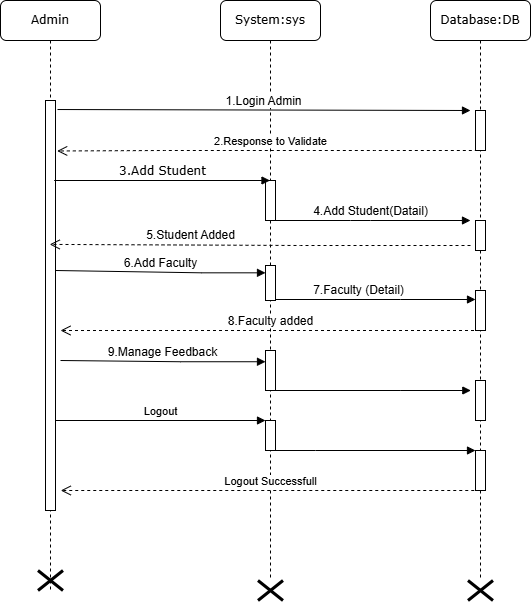 Admin
System:sys
Database:DB
1.Login Admin
2.Response to Validate
3.Add Student
4.Add Student(Datail)
5.Student Added
6.Add Faculty
7.Faculty (Detail)
8.Faculty added
9.Manage Feedback
Logout
Logout Successfull